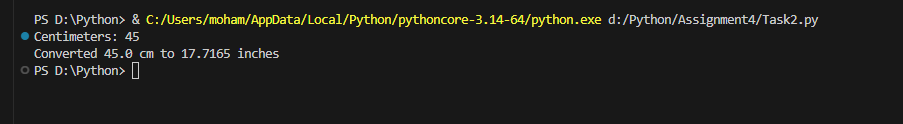 PS D:\Python> & C:/Users/moham/AppData/Local/Python/pythoncore-3.14-64/python.exe d:/Python/Assignment4/Task2.py
Centimeters: 45
Converted 45.0 cm to 17.7165 inches
PS D:\Python>